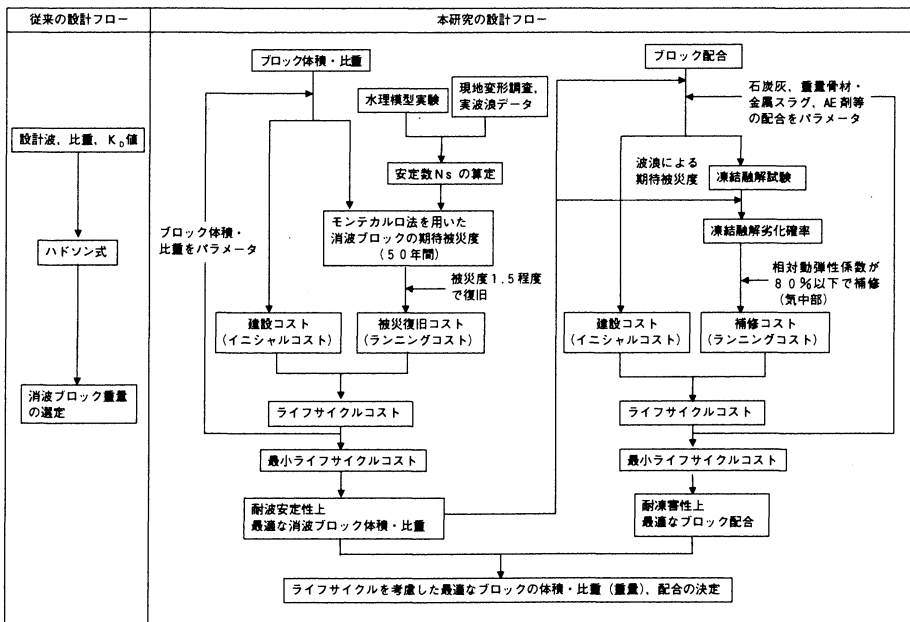 従来の設計フロー
本研究の設計フロー
設計波、比重、KD値
ハドソン式
消波ブロック重量
の選定
ブロック体積・比重
水理模型実験
現地変形調査、
実波浪データ
安定数Nsの算定
モンテカルロ法を用いた
消波ブロックの期待被災度
(50年間)
ブロック体積・
比重をパラメータ
被災度1.5程度
で復旧
建設コスト
(イニシャルコスト)
被災復旧コスト
(ランニングコスト)
ライフサイクルコスト
最小ライフサイクルコスト
耐波安定性上
最適な消波ブロック体積・比重
ブロック配合
石炭灰、重量骨材・
金属スラグ、AE剤等
の配合をパラメータ
波浪による
期待被災度
凍結融解試験
凍結融解劣化確率
相対動弾性係数が
80%以下で補修
(気中部)
建設コスト
(イニシャルコスト)
補修コスト
(ランニングコスト)
ライフサイクルコスト
最小ライフサイクルコスト
耐凍害性上
最適なブロック配合
ライフサイクルを考慮した最適なブロックの体積・比重(重量)、配合の決定